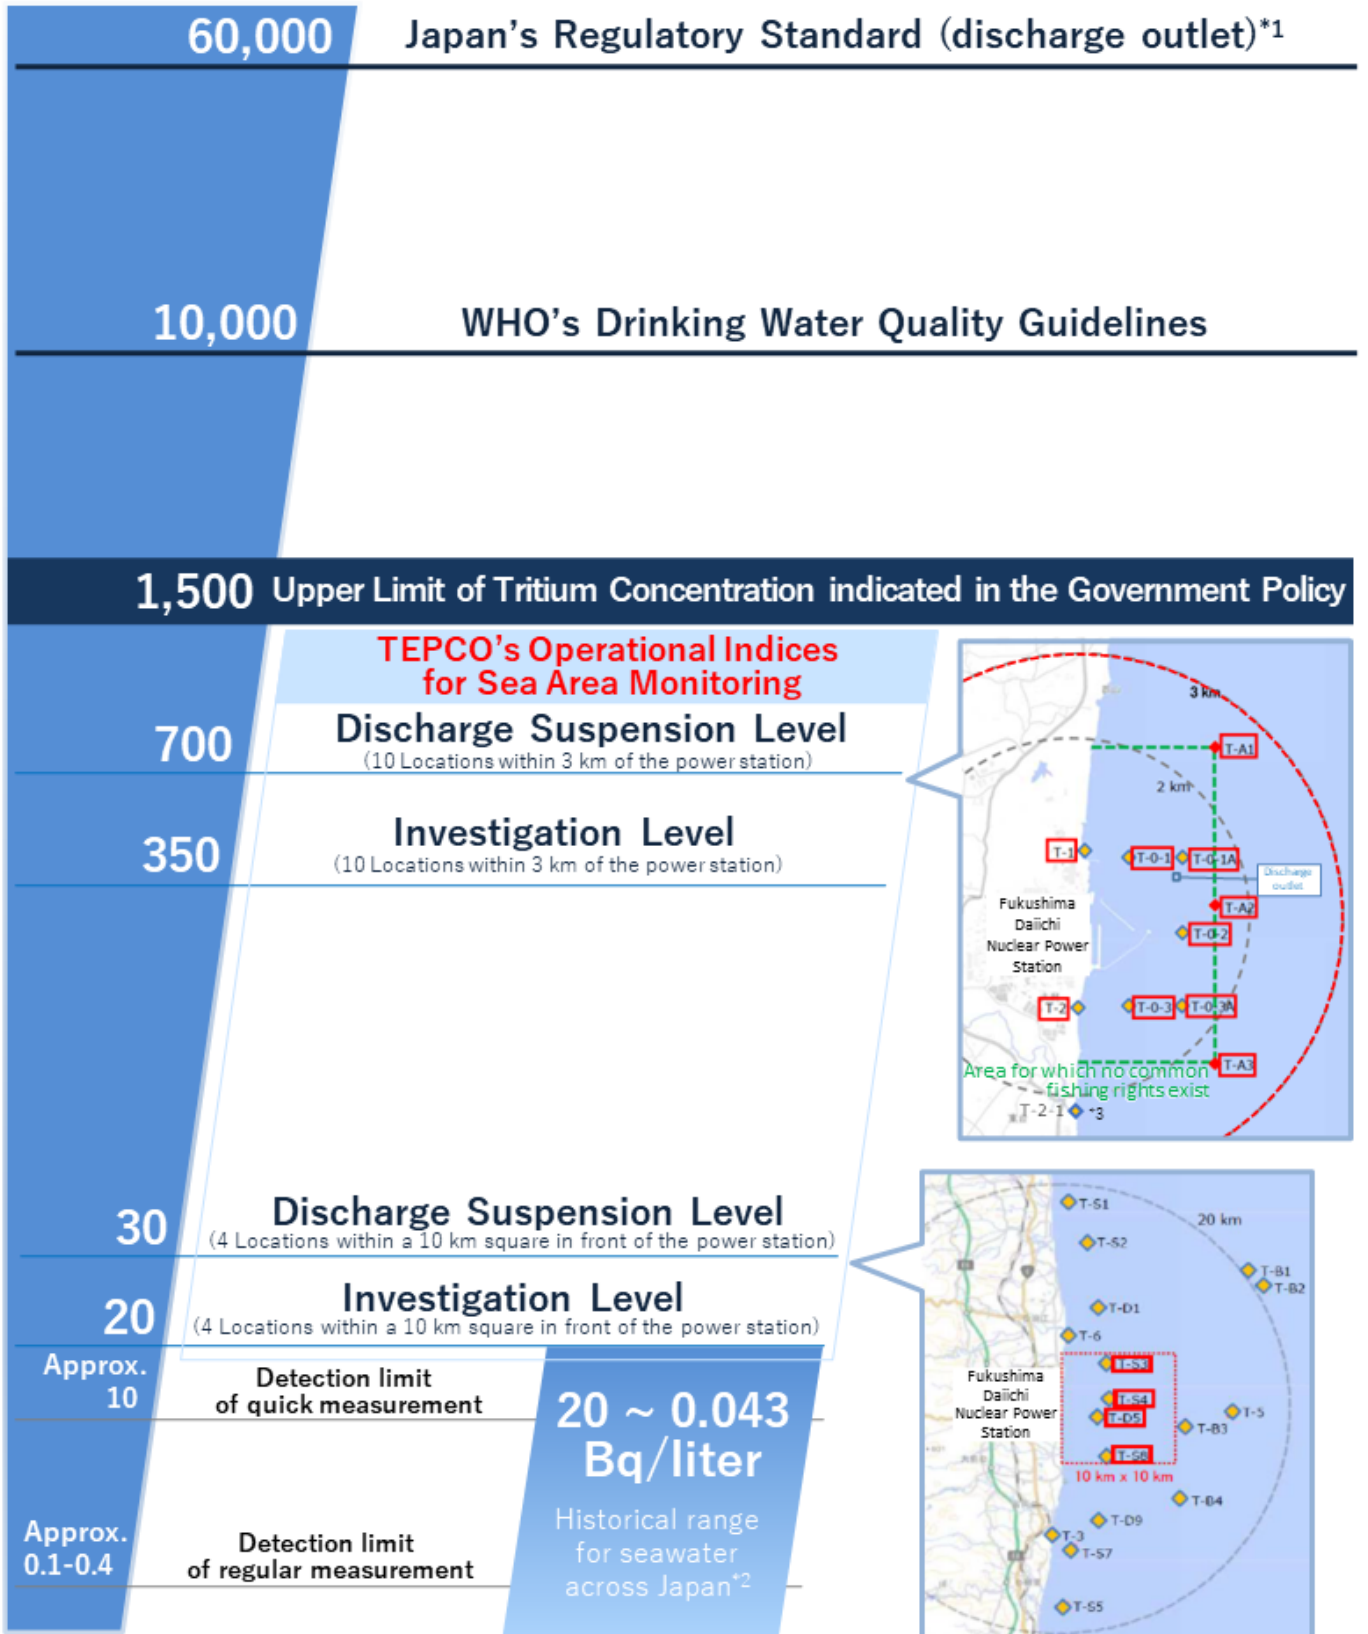 60,000 Japan's Regulatory Standard (discharge outlet)*1
10,000 WHO's Drinking Water Quality Guidelines
1,500 Upper Limit of Tritium Concentration indicated in the Government Policy
TEPCO's Operational Indices
for Sea Area Monitoring
700 Discharge Suspension Level
(10 Locations within 3 km of the power station)
350 Investigation Level
(10 Locations within 3 km of the power station)
30 Discharge Suspension Level
(4 Locations within a 10 km square in front of the power station)
20 Investigation Level
(4 Locations within a 10 km square in front of the power station)
Approx.
10
Detection limit
of quick measurement
20 ~ 0.043
Bq/liter
Historical range
for seawater
across Japan*2
Approx.
0.1-0.4
Detection limit
of regular measurement
3 km
T-A1
2 km
T-1
T-0-1
T-0-1A
Discharge
outlet
Fukushima
Daiichi
Nuclear Power
Station
T-A2
T-0-2
T-2
T-0-3
T-0-3A
T-A3
Area for which no common
fishing rights exist
T-2-1 *3
T-S1
20 km
T-S2
T-B1
T-B2
T-D1
T-6
T-S3
Fukushima
Daiichi
Nuclear Power
Station
T-S4
T-D5
T-5
T-B3
T-S8
10 km x 10 km
T-B4
T-D9
T-3
T-S7
T-S5